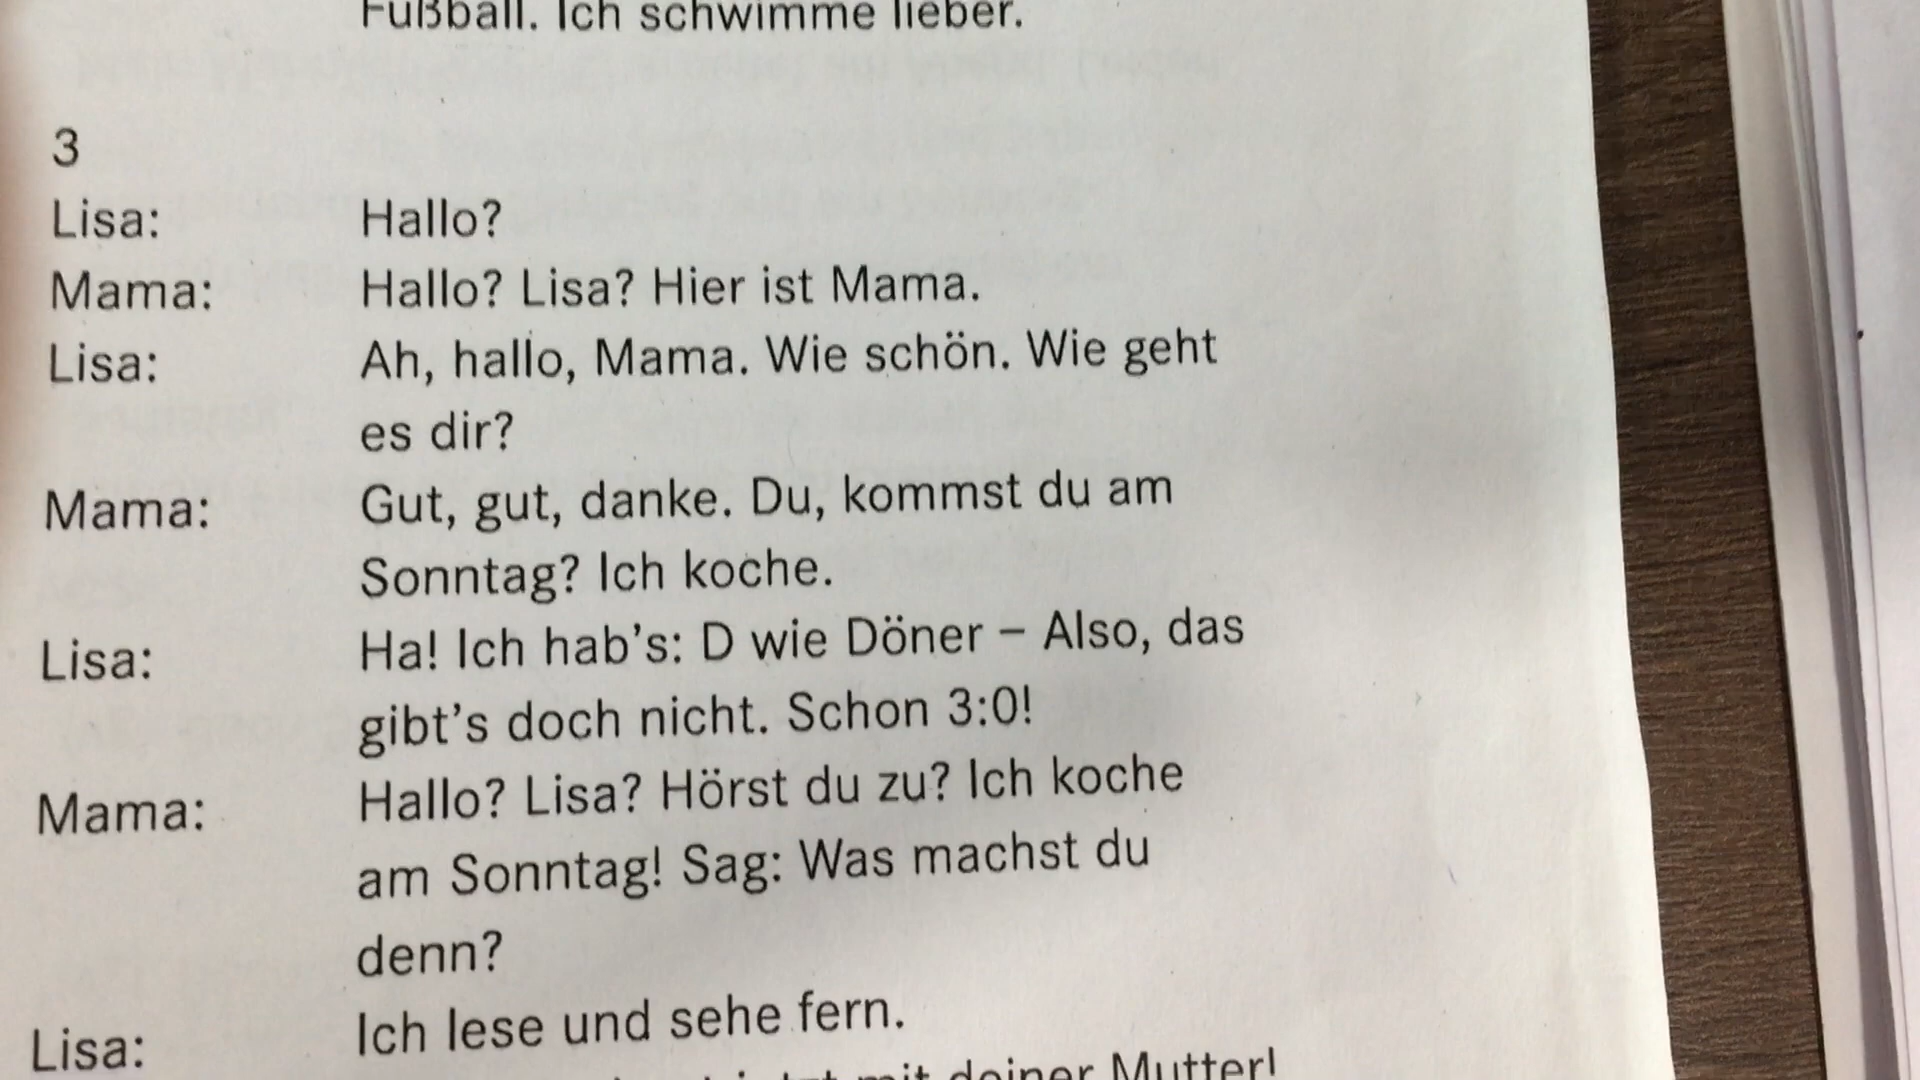 Fußball. Ich schwimme lieber.
3
Lisa: Hallo?
Mama: Hallo? Lisa? Hier ist Mama.
Lisa: Ah, hallo, Mama. Wie schön. Wie geht
es dir?
Mama: Gut, gut, danke. Du, kommst du am
Sonntag? Ich koche.
Lisa: Ha! Ich hab's: D wie Döner – Also, das
gibt's doch nicht. Schon 3:0!
Mama: Hallo? Lisa? Hörst du zu? Ich koche
am Sonntag! Sag: Was machst du
denn?
Lisa: Ich lese und sehe fern.
mit deiner Mutter!